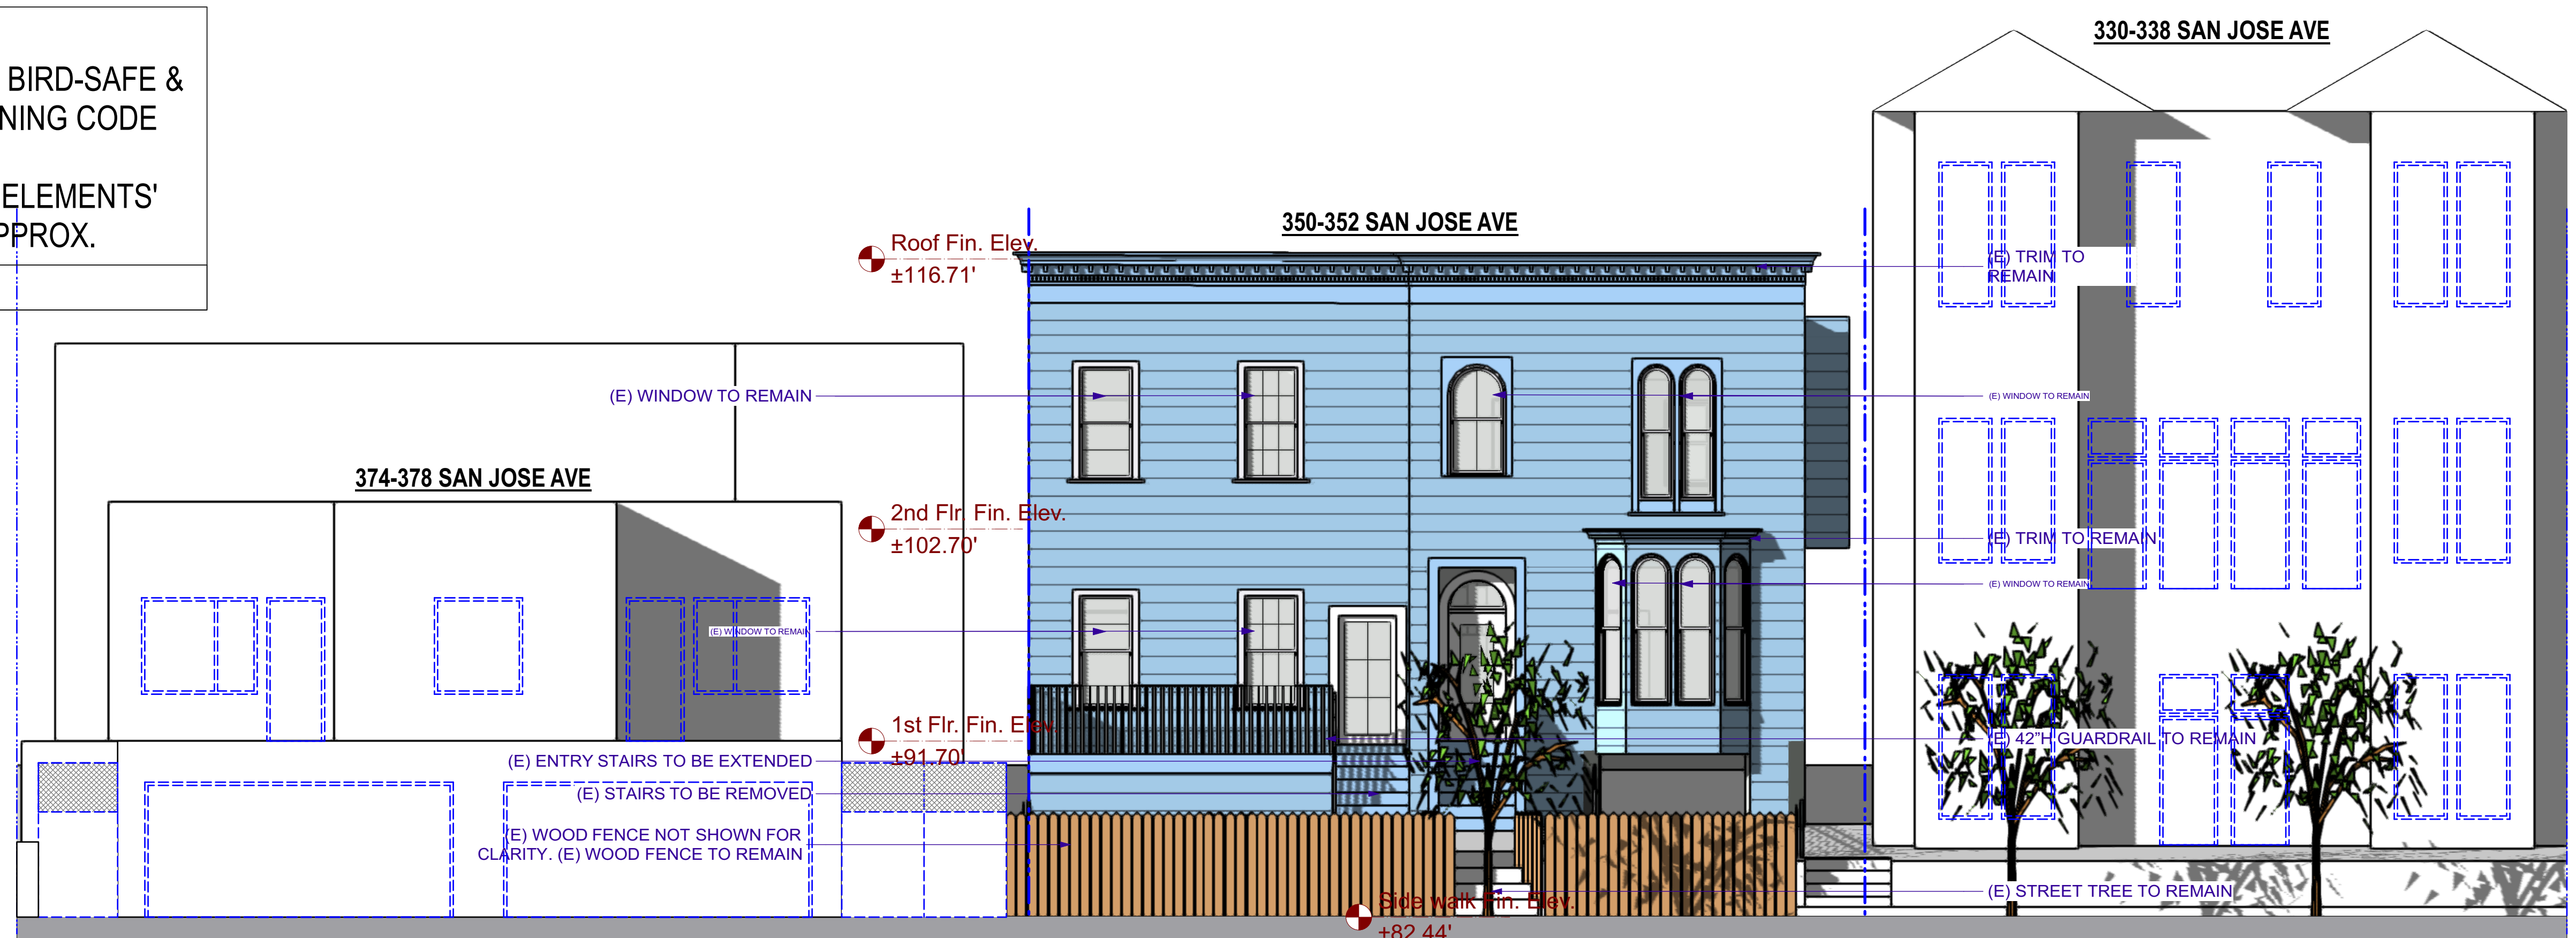 BIRD-SAFE &
NING CODE
ELEMENTS'
PPROX.
330-338 SAN JOSE AVE
350-352 SAN JOSE AVE
Roof Fin. Elev.
±116.71'
(E) TRIM TO
REMAIN
(E) WINDOW TO REMAIN
(E) WINDOW TO REMAIN
374-378 SAN JOSE AVE
2nd Flr. Fin. Elev.
±102.70'
(E) TRIM TO REMAIN
(E) WINDOW TO REMAIN
(E) WINDOW TO REMAIN
1st Flr. Fin. Elev.
±91.70'
(E) 42"H GUARDRAIL TO REMAIN
(E) ENTRY STAIRS TO BE EXTENDED
(E) STAIRS TO BE REMOVED
(E) WOOD FENCE NOT SHOWN FOR
CLARITY. (E) WOOD FENCE TO REMAIN
(E) STREET TREE TO REMAIN
Side walk Fin. Elev.
±82.44'